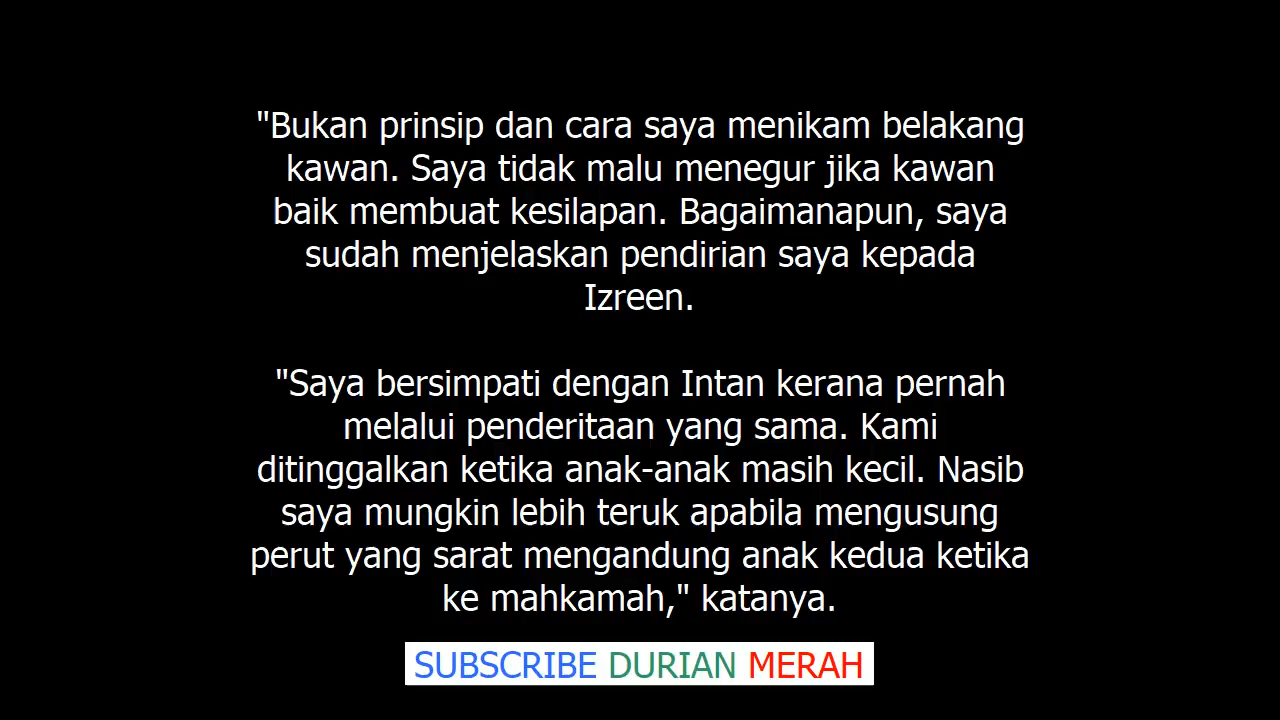 "Bukan prinsip dan cara saya menikam belakang
kawan. Saya tidak malu menegur jika kawan
baik membuat kesilapan. Bagaimanapun, saya
sudah menjelaskan pendirian saya kepada
Izreen.
"Saya bersimpati dengan Intan kerana pernah
melalui penderitaan yang sama. Kami
ditinggalkan ketika anak-anak masih kecil. Nasib
saya mungkin lebih teruk apabila mengusung
perut yang sarat mengandung anak kedua ketika
ke mahkamah," katanya.
SUBSCRIBE DURIAN MERAH